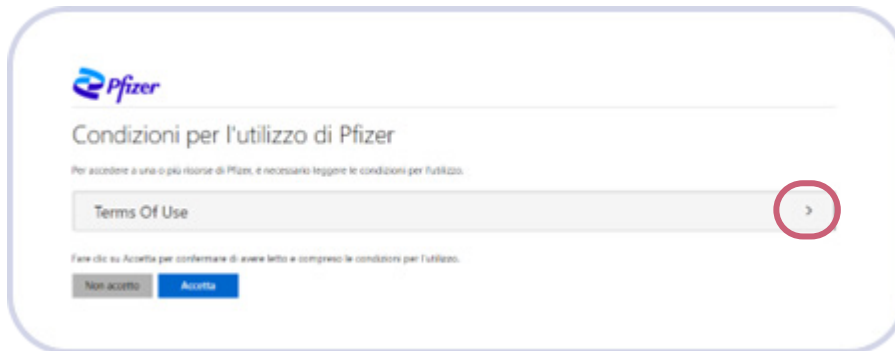 Pfizer
Condizioni per l'utilizzo di Pfizer
Per accedere a una o più risorse di Pfizer, è necessario leggere le condizioni per l'utilizzo.
Terms Of Use
Fare clic su Accetta per confermare di avere letto e compreso le condizioni per l'utilizzo.
Non accetto Accetta